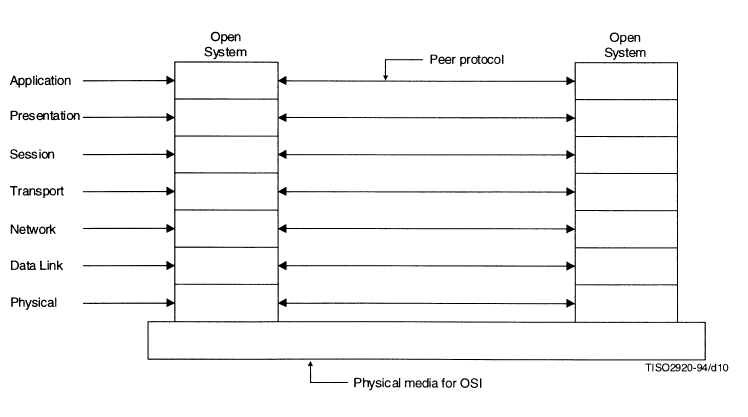 Open
System
Open
System
Peer protocol
Application
Presentation
Session
Transport
Network
Data Link
Physical
TISO2920-94/d10
Physical media for OSI